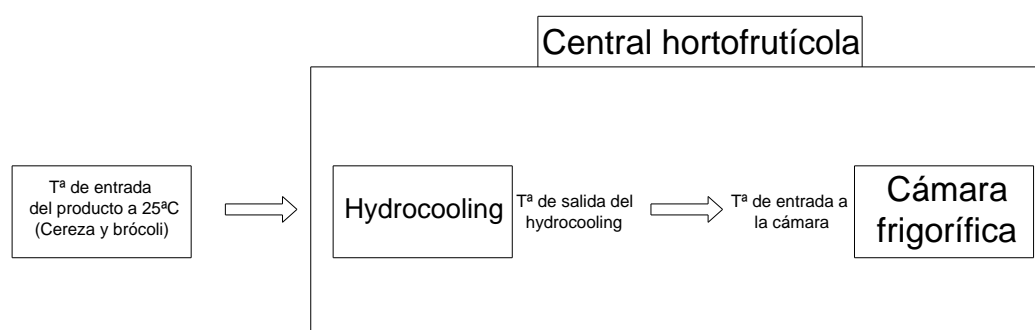 Central hortofrutícola
Tª de entrada
del producto a 25ªC
(Cereza y brócoli)
Hydrocooling
Tª de salida del
hydrocooling
Tª de entrada a
la cámara
Cámara
frigorífica